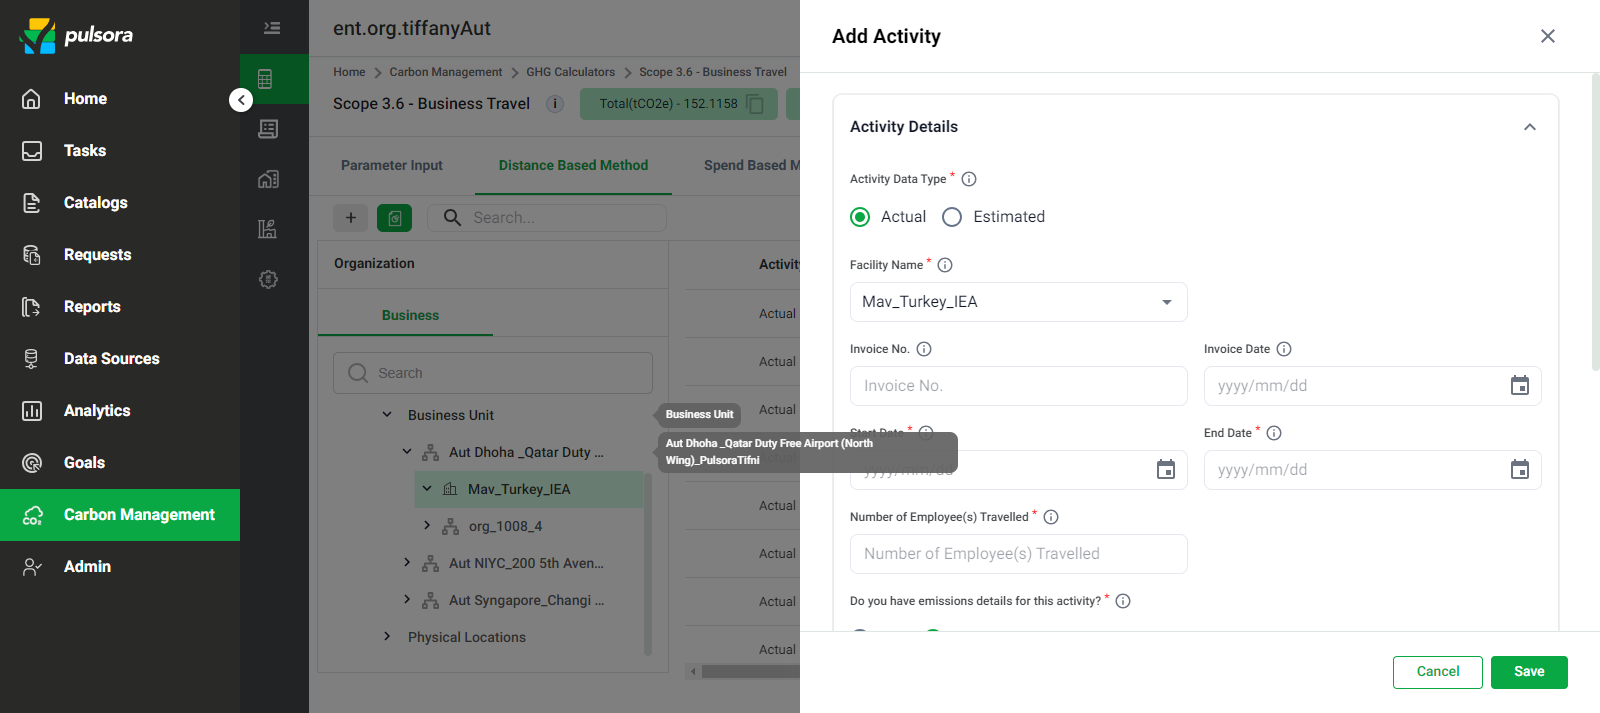 pulsora
Home
Tasks
Catalogs
Requests
Reports
Data Sources
Analytics
Goals
CO2
Carbon Management
Admin
ent.org.tiffanyAut
Home > Carbon Management > GHG Calculators > Scope 3.6 - Business Travel
Scope 3.6 - Business Travel
Total(tCO2e) - 152.1158
Parameter Input
Distance Based Method
Spend Based M
Search...
Organization
Business
Search
Business Unit
Aut Dhoha _Qatar Duty ...
Mav_Turkey_IEA
org_1008_4
Aut NIYC_200 5th Aven...
Aut Syngapore_Changi ...
Physical Locations
Business Unit
Aut Dhoha _Qatar Duty Free Airport (North
Wing)_PulsoraTifni
Activity
Actual
Actual
Actual
Actual
Actual
Actual
Actual
Add Activity
Activity Details
Activity Data Type *
Actual
Estimated
Facility Name *
Mav_Turkey_IEA
Invoice No.
Invoice No.
Invoice Date
yyyy/mm/dd
Start Date *
yyyy/mm/dd
End Date *
yyyy/mm/dd
Number of Employee(s) Travelled *
Number of Employee(s) Travelled
Do you have emissions details for this activity? *
Cancel
Save